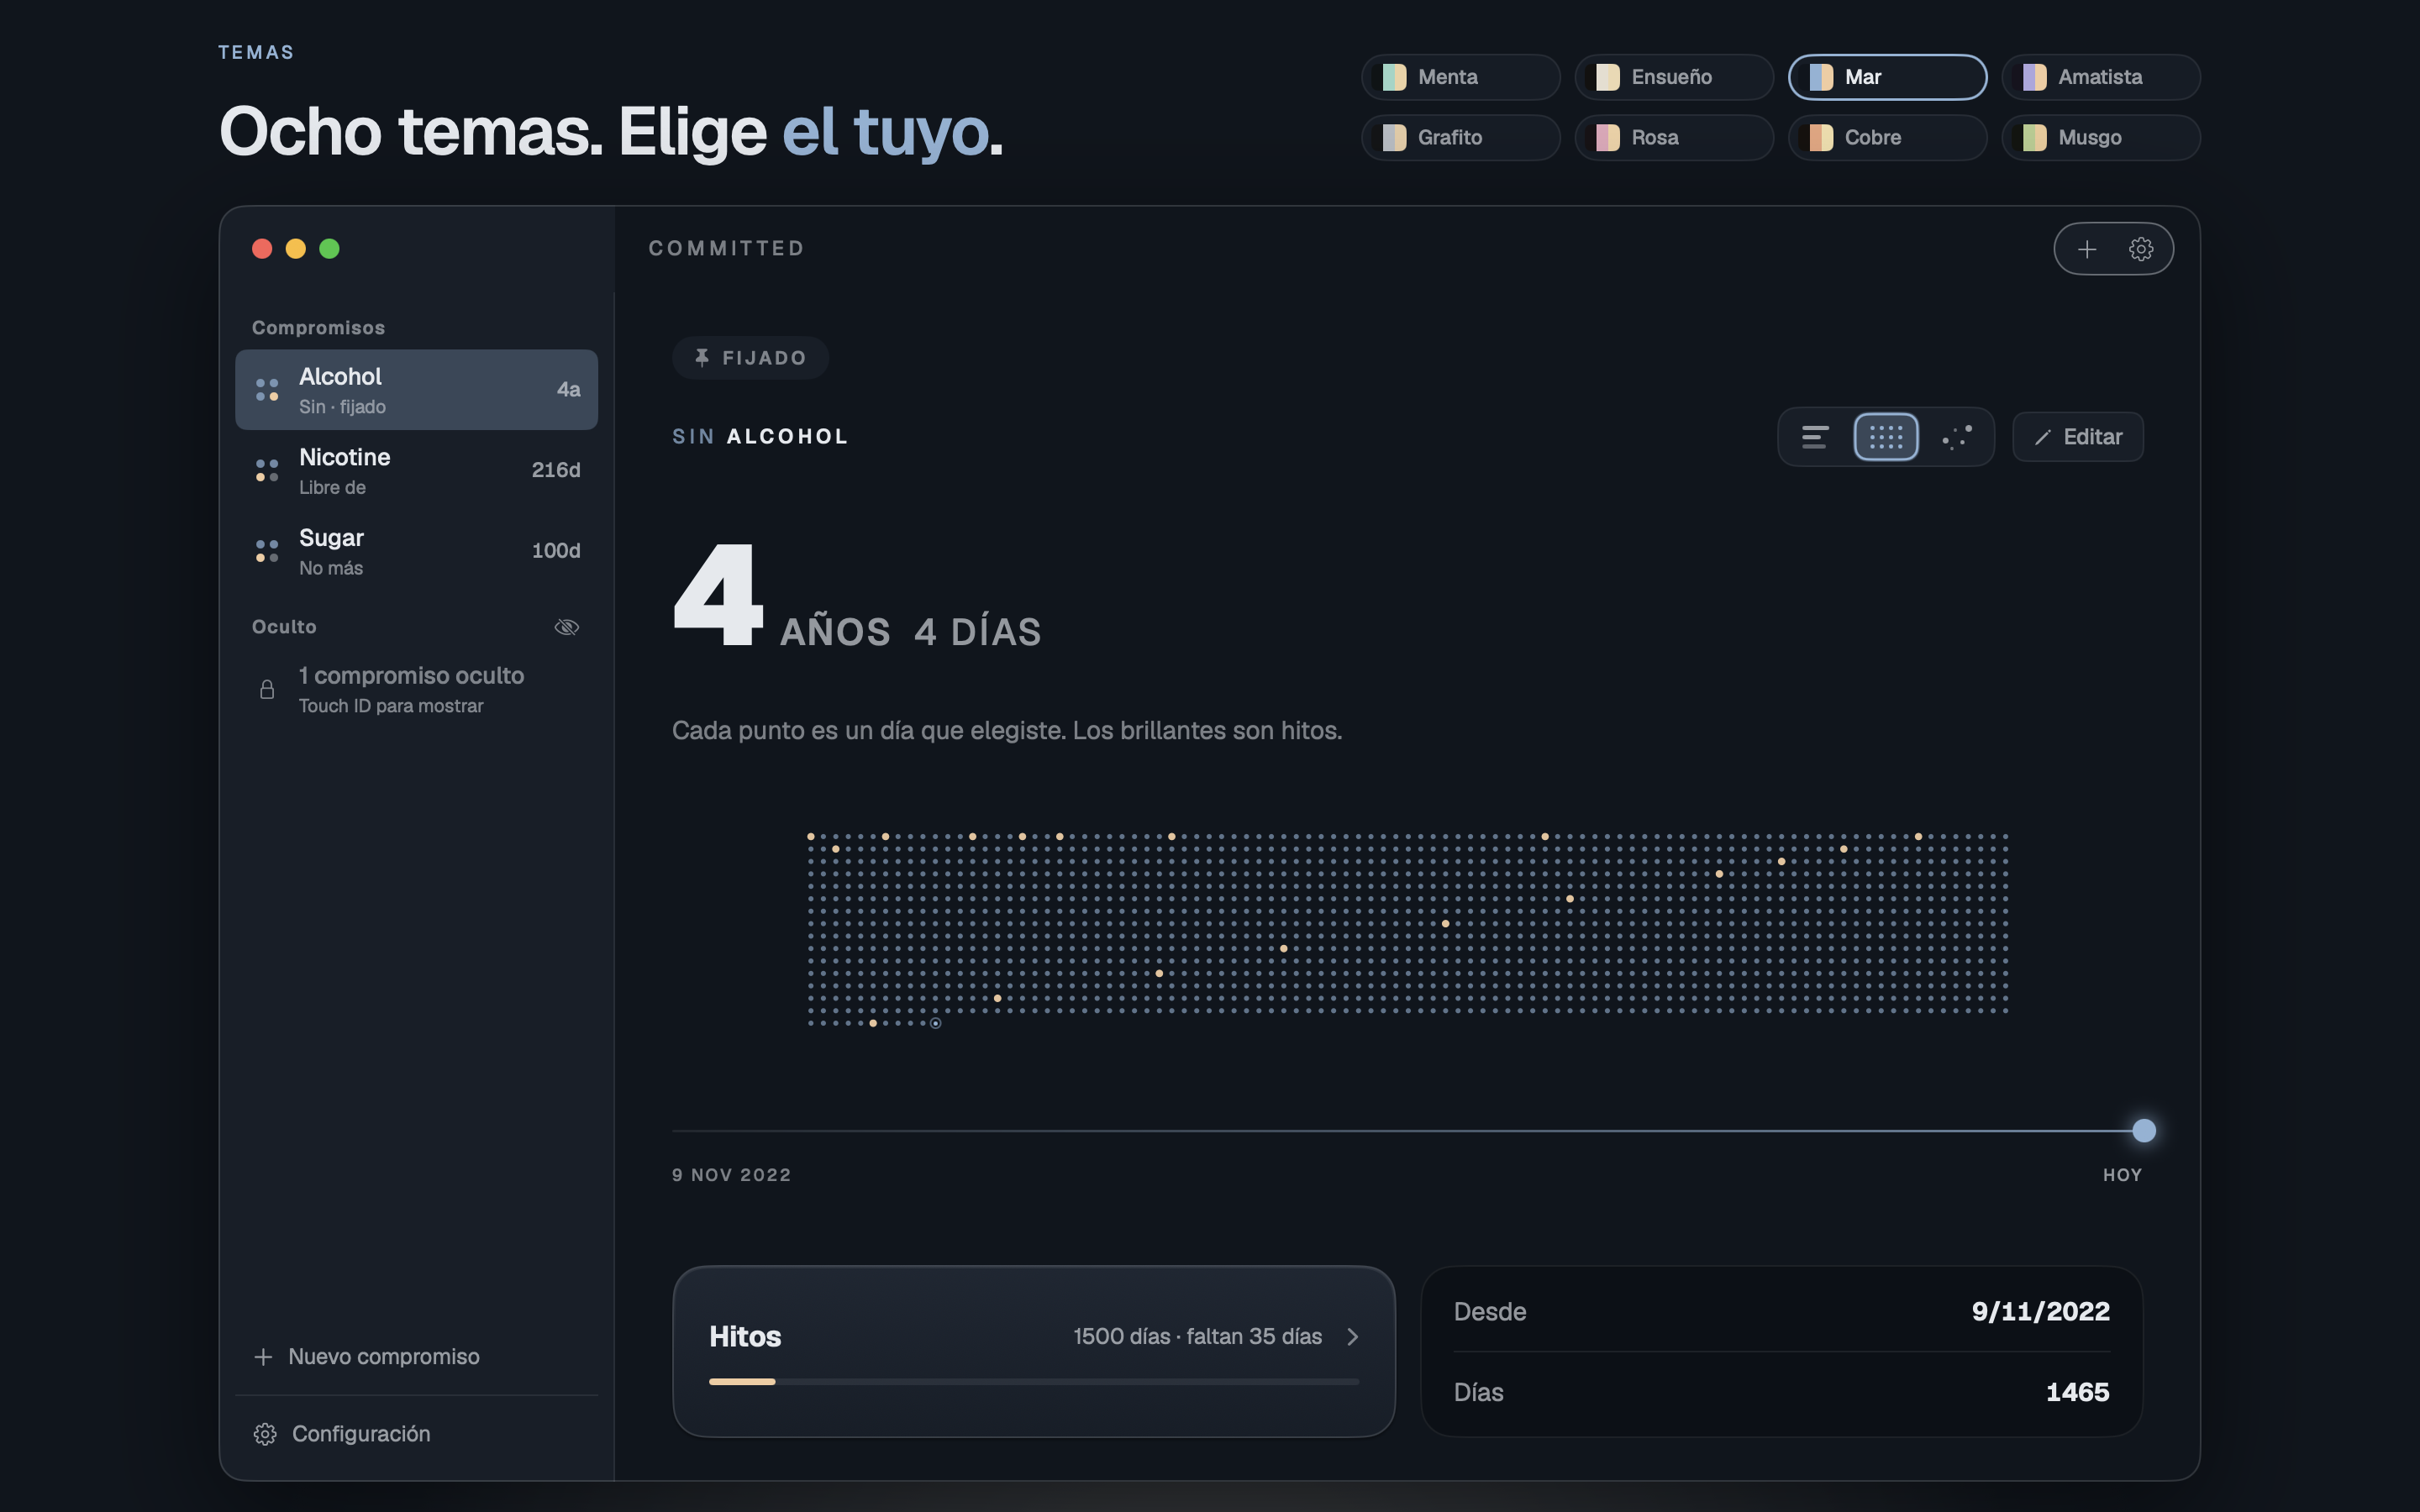 TEMAS
Ocho temas. Elige el tuyo.
Menta
Ensueño
Mar
Amatista
Grafito
Rosa
Cobre
Musgo
COMMITTED
Compromisos
Alcohol
Sin · fijado
4a
Nicotine
Libre de
216d
Sugar
No más
100d
Oculto
1 compromiso oculto
Touch ID para mostrar
Nuevo compromiso
Configuración
FIJADO
SIN ALCOHOL
Editar
4 AÑOS 4 DÍAS
Cada punto es un día que elegiste. Los brillantes son hitos.
9 NOV 2022
HOY
Hitos
1500 días · faltan 35 días
Desde
9/11/2022
Días
1465